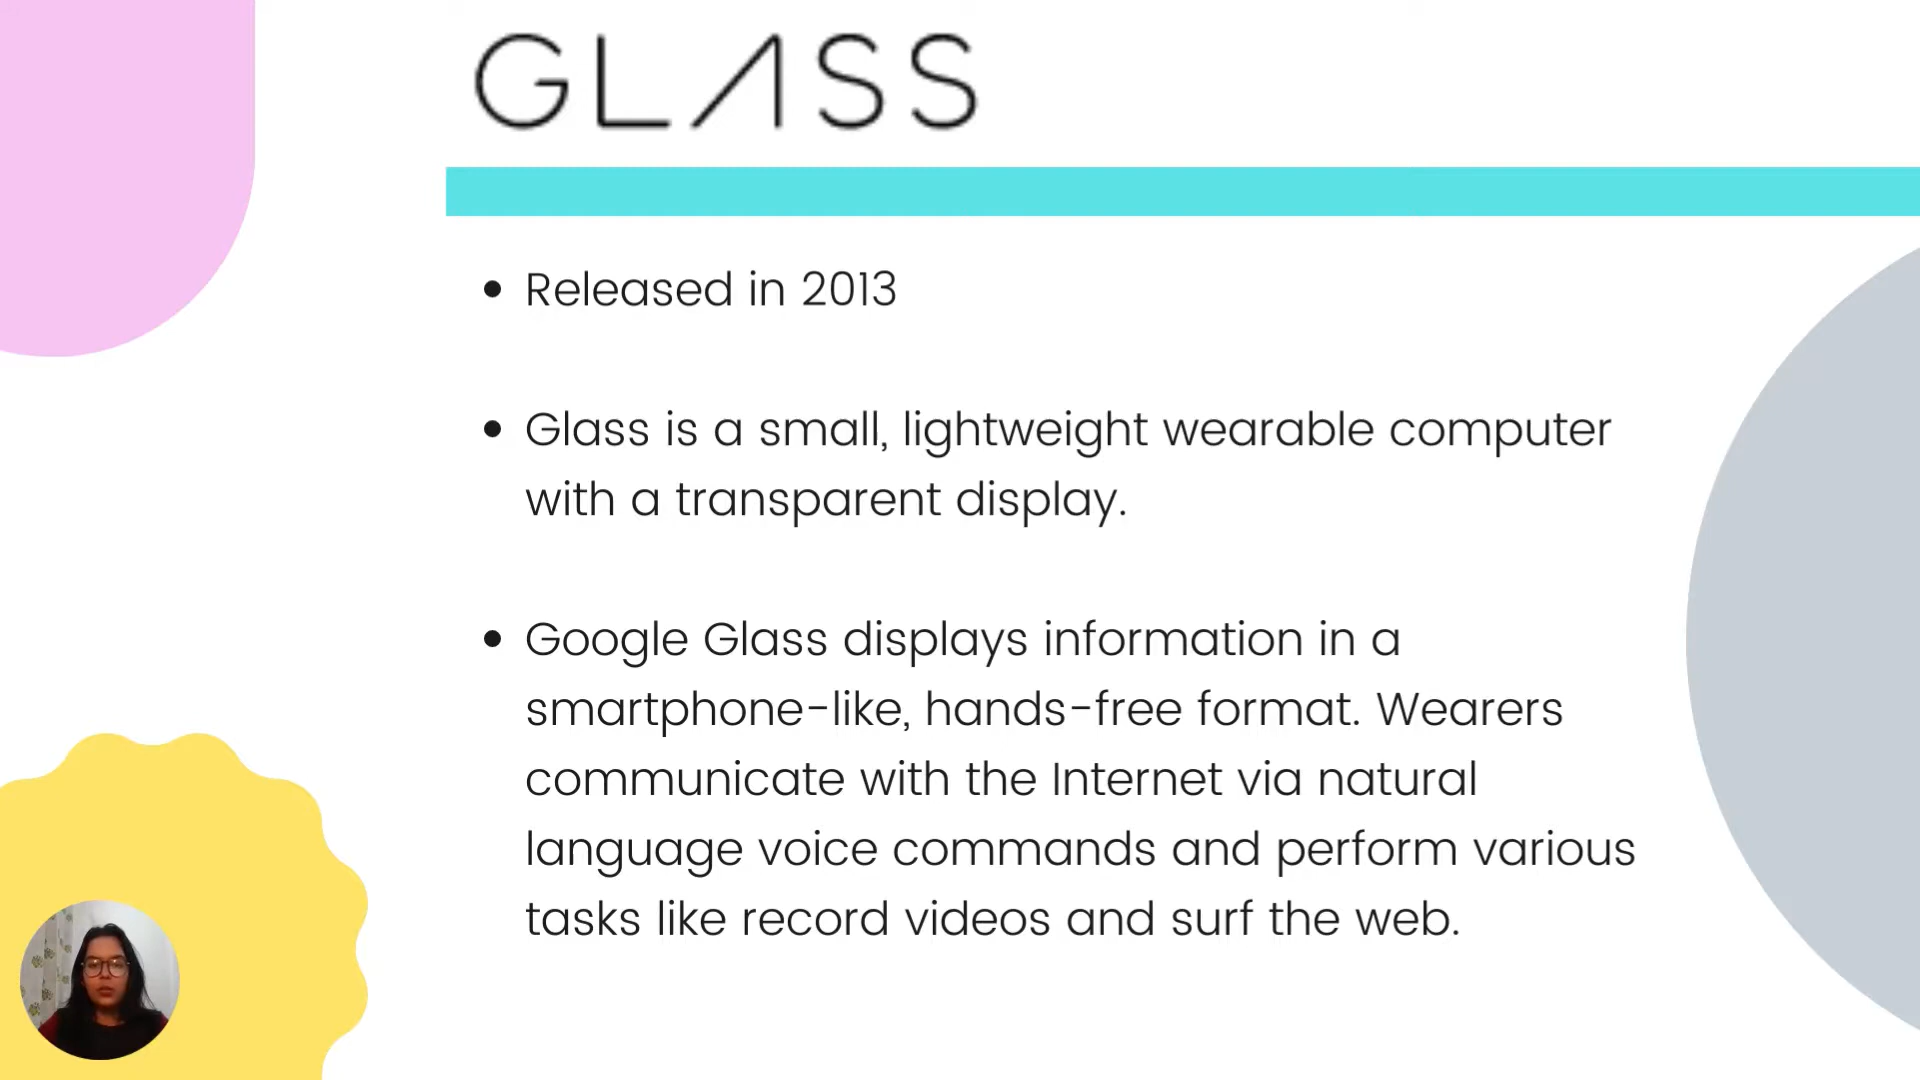 GLASS
• Released in 2013
• Glass is a small, lightweight wearable computer
with a transparent display.
• Google Glass displays information in a
smartphone-like, hands-free format. Wearers
communicate with the Internet via natural
language voice commands and perform various
tasks like record videos and surf the web.